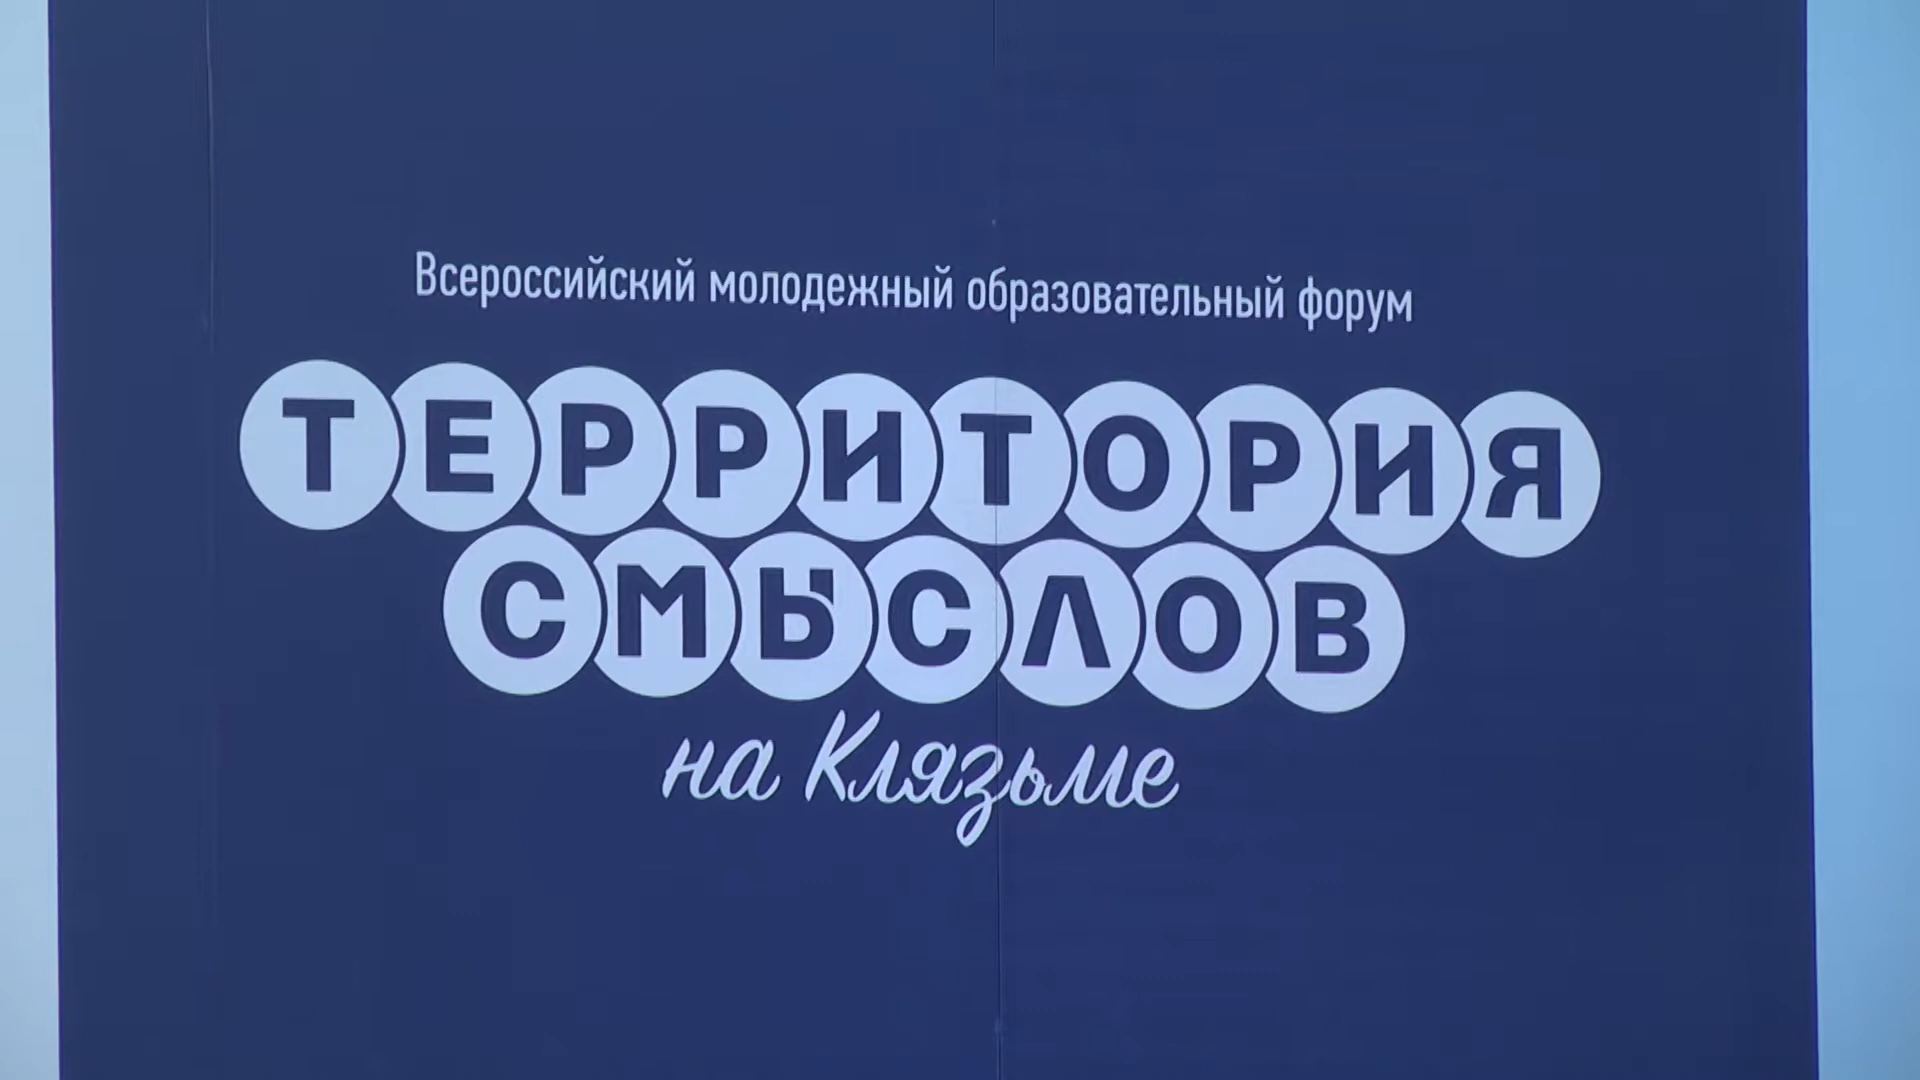 Всероссийский молодежный образовательный форум
ТЕРРИТОРИЯ
СМЫСЛОВ
на Клязьме